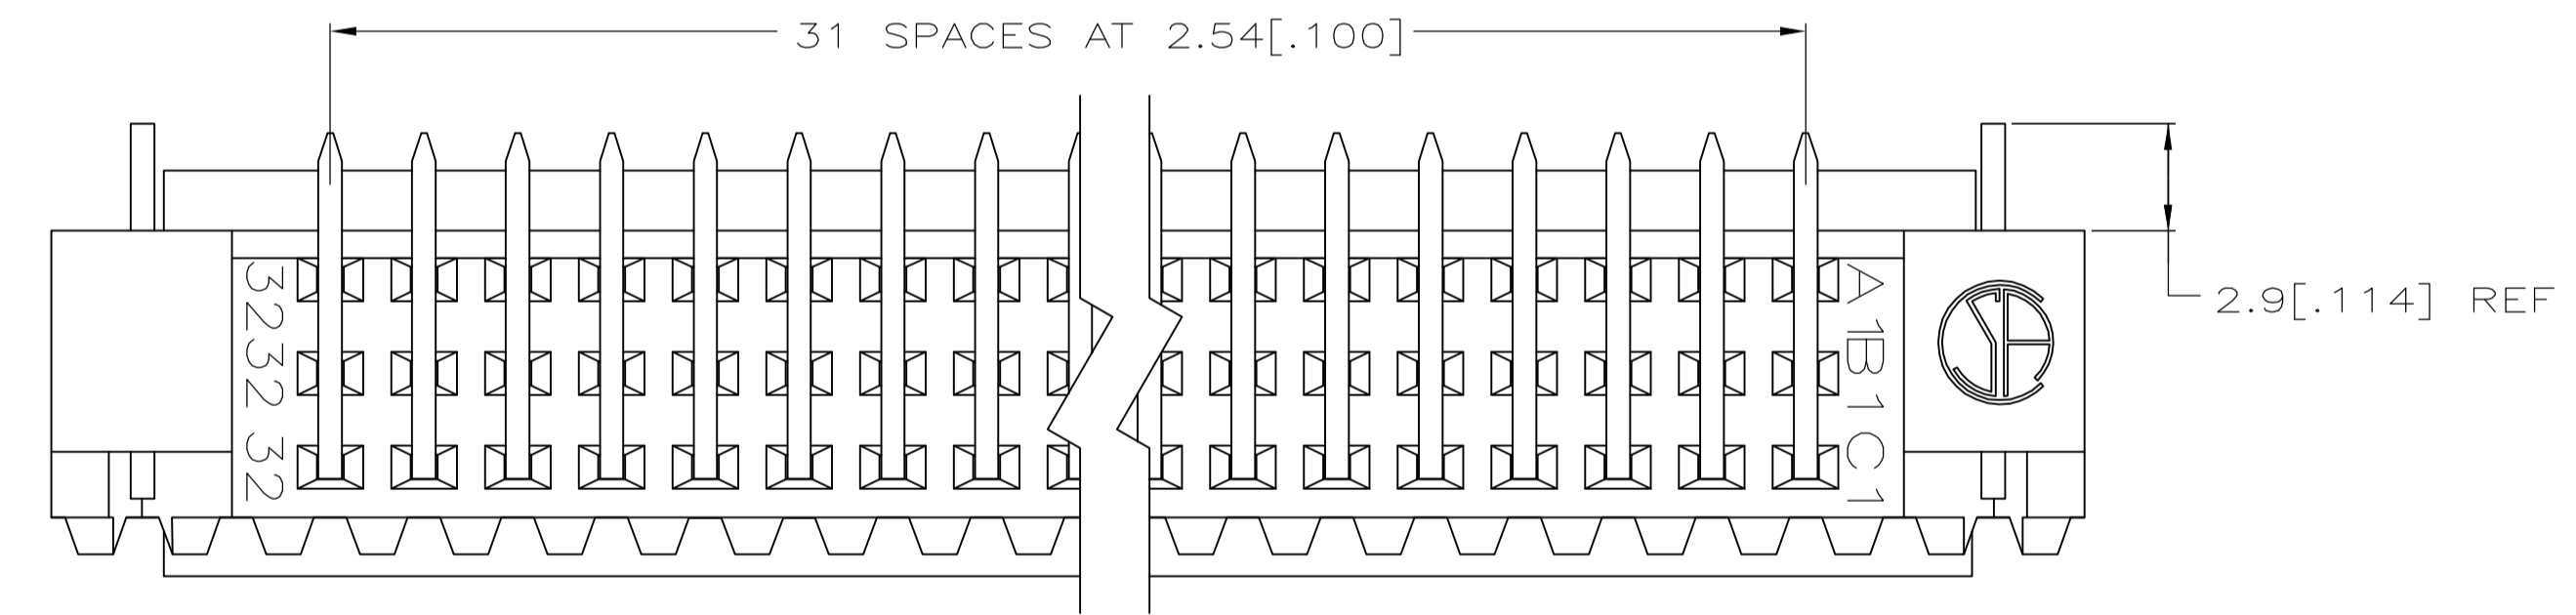 31 SPACES AT 2.54[.100]
2.9[.114] REF
32
32
32
A1
B1
C1